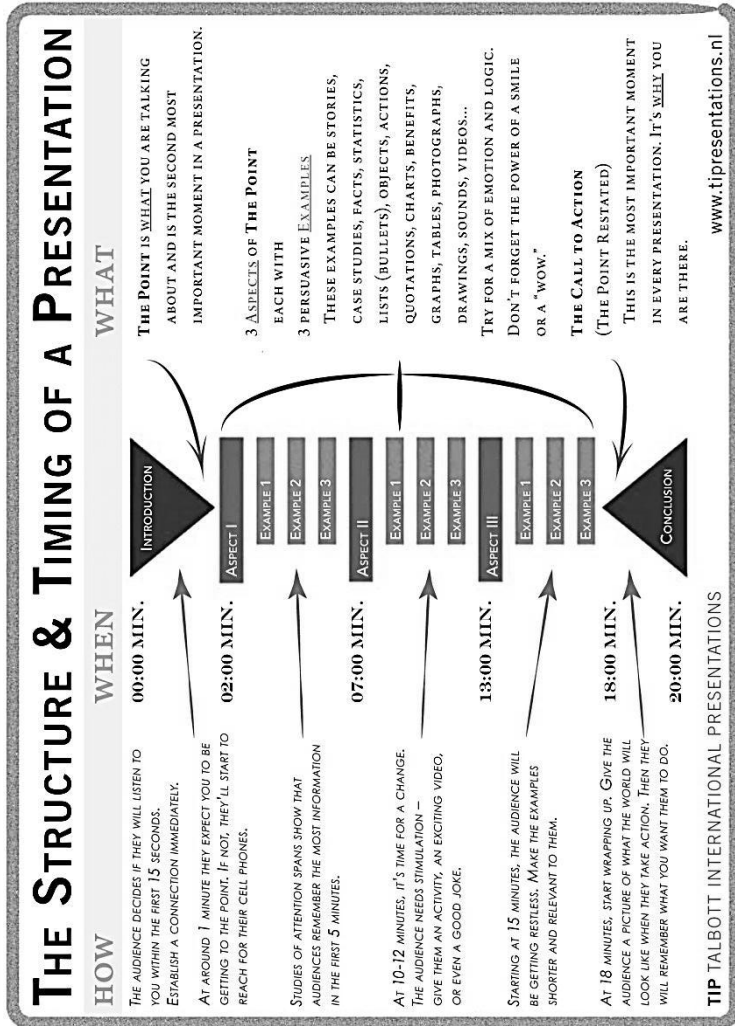 THE STRUCTURE & TIMING OF A PRESENTATION
HOW
WHEN
WHAT
THE AUDIENCE DECIDES IF THEY WILL LISTEN TO
YOU WITHIN THE FIRST 15 SECONDS.
ESTABLISH A CONNECTION IMMEDIATELY.
AT AROUND 1 MINUTE THEY EXPECT YOU TO BE
GETTING TO THE POINT. IF NOT, THEY'LL START TO
REACH FOR THEIR CELL PHONES.
STUDIES OF ATTENTION SPANS SHOW THAT
AUDIENCES REMEMBER THE MOST INFORMATION
IN THE FIRST 5 MINUTES.
AT 10-12 MINUTES, IT'S TIME FOR A CHANGE.
THE AUDIENCE NEEDS STIMULATION –
GIVE THEM AN ACTIVITY, AN EXCITING VIDEO,
OR EVEN A GOOD JOKE.
STARTING AT 15 MINUTES, THE AUDIENCE WILL
BE GETTING RESTLESS. MAKE THE EXAMPLES
SHORTER AND RELEVANT TO THEM.
AT 18 MINUTES, START WRAPPING UP. GIVE THE
AUDIENCE A PICTURE OF WHAT THE WORLD WILL
LOOK LIKE WHEN THEY TAKE ACTION. THEN THEY
WILL REMEMBER WHAT YOU WANT THEM TO DO.
00:00 MIN.
02:00 MIN.
07:00 MIN.
13:00 MIN.
18:00 MIN.
20:00 MIN.
INTRODUCTION
ASPECT I
EXAMPLE 1
EXAMPLE 2
EXAMPLE 3
ASPECT II
EXAMPLE 1
EXAMPLE 2
EXAMPLE 3
ASPECT III
EXAMPLE 1
EXAMPLE 2
EXAMPLE 3
CONCLUSION
THE POINT IS WHAT YOU ARE TALKING
ABOUT AND IS THE SECOND MOST
IMPORTANT MOMENT IN A PRESENTATION.
3 ASPECTS OF THE POINT
EACH WITH
3 PERSUASIVE EXAMPLES
THESE EXAMPLES CAN BE STORIES,
CASE STUDIES, FACTS, STATISTICS,
LISTS (BULLETS), OBJECTS, ACTIONS,
QUOTATIONS, CHARTS, BENEFITS,
GRAPHS, TABLES, PHOTOGRAPHS,
DRAWINGS, SOUNDS, VIDEOS...
TRY FOR A MIX OF EMOTION AND LOGIC.
DON'T FORGET THE POWER OF A SMILE
OR A "WOW."
THE CALL TO ACTION
(THE POINT RESTATED)
THIS IS THE MOST IMPORTANT MOMENT
IN EVERY PRESENTATION. IT'S WHY YOU
ARE THERE.
TIP TALBOTT INTERNATIONAL PRESENTATIONS
www.tipresentations.nl